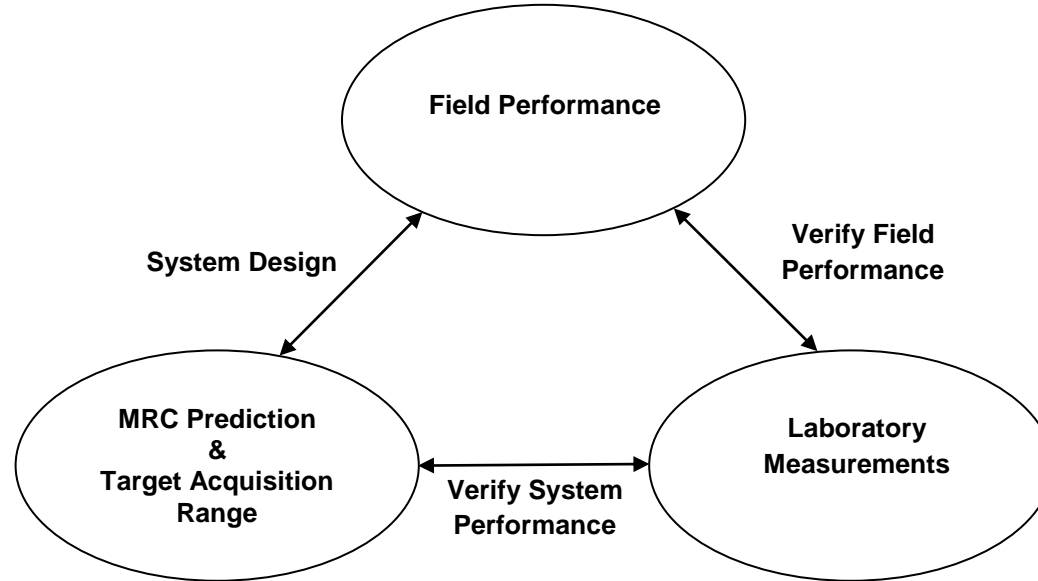 Field Performance
System Design
Verify Field
Performance
MRC Prediction
&
Target Acquisition
Range
Verify System
Performance
Laboratory
Measurements